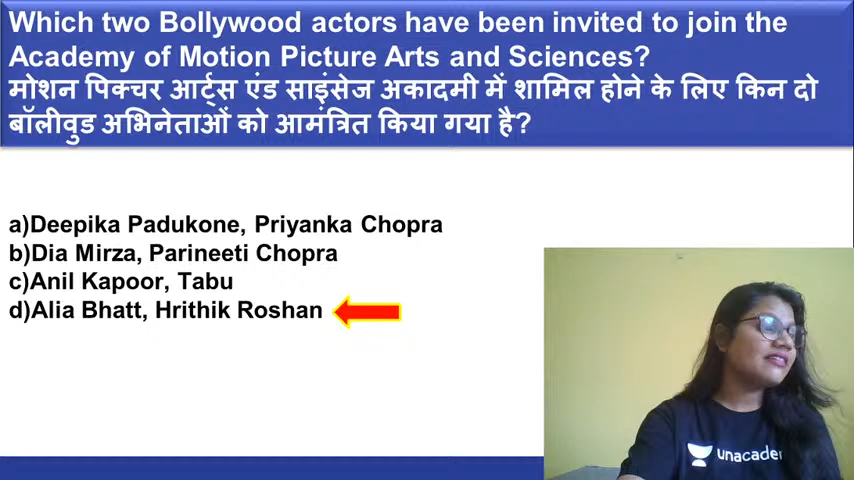 Which two Bollywood actors have been invited to join the
Academy of Motion Picture Arts and Sciences?
मोशन पिक्चर आर्ट्स एंड साइंसेज अकादमी में शामिल होने के लिए किन दो
बॉलीवुड अभिनेताओं को आमंत्रित किया गया है?
a)Deepika Padukone, Priyanka Chopra
b)Dia Mirza, Parineeti Chopra
c)Anil Kapoor, Tabu
d)Alia Bhatt, Hrithik Roshan
unacade